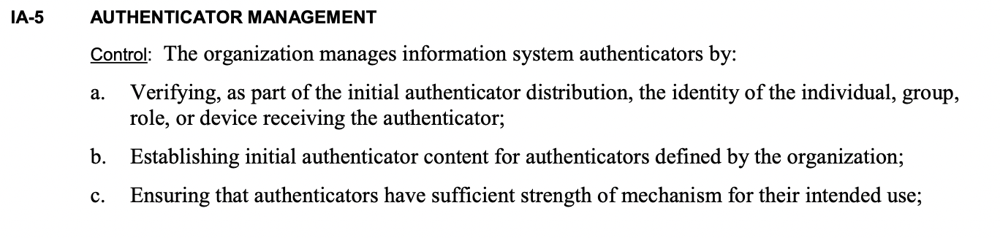 IA-5 AUTHENTICATOR MANAGEMENT
Control: The organization manages information system authenticators by:
a. Verifying, as part of the initial authenticator distribution, the identity of the individual, group,
role, or device receiving the authenticator;
b. Establishing initial authenticator content for authenticators defined by the organization;
c. Ensuring that authenticators have sufficient strength of mechanism for their intended use;